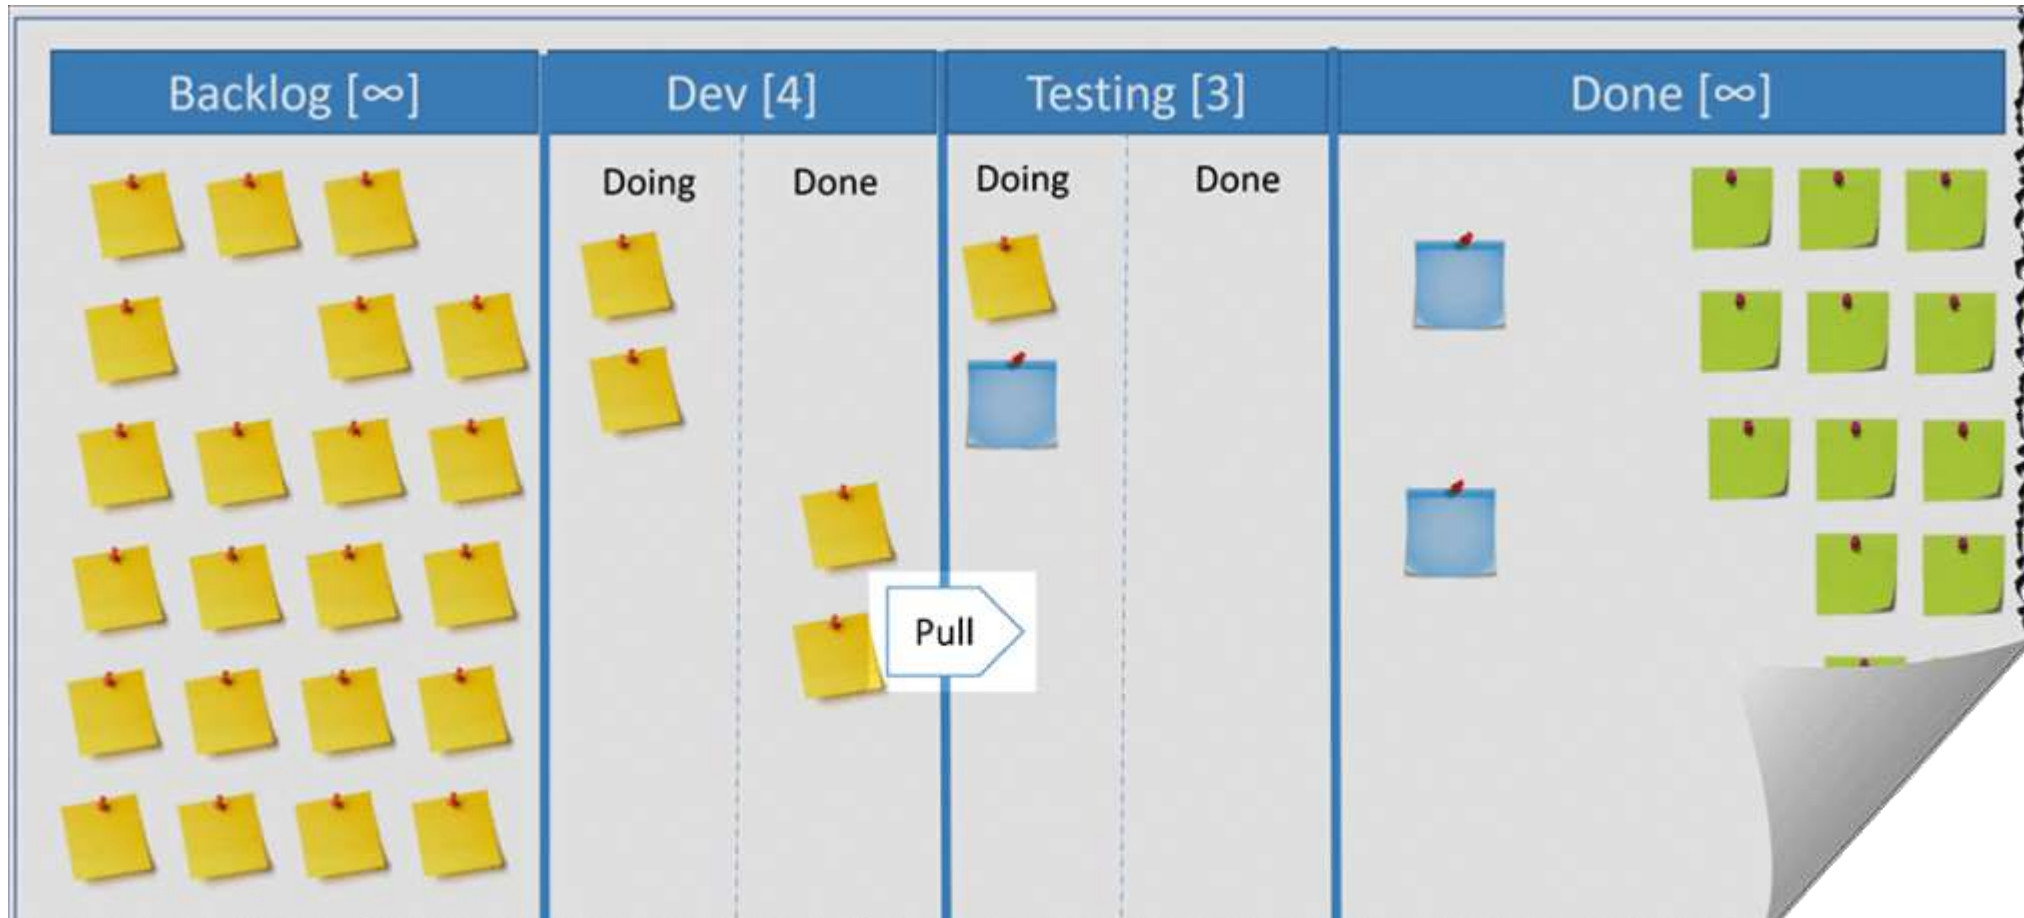 Backlog [∞]
Dev [4]
Testing [3]
Done [∞]
Doing
Done
Doing
Done
Pull